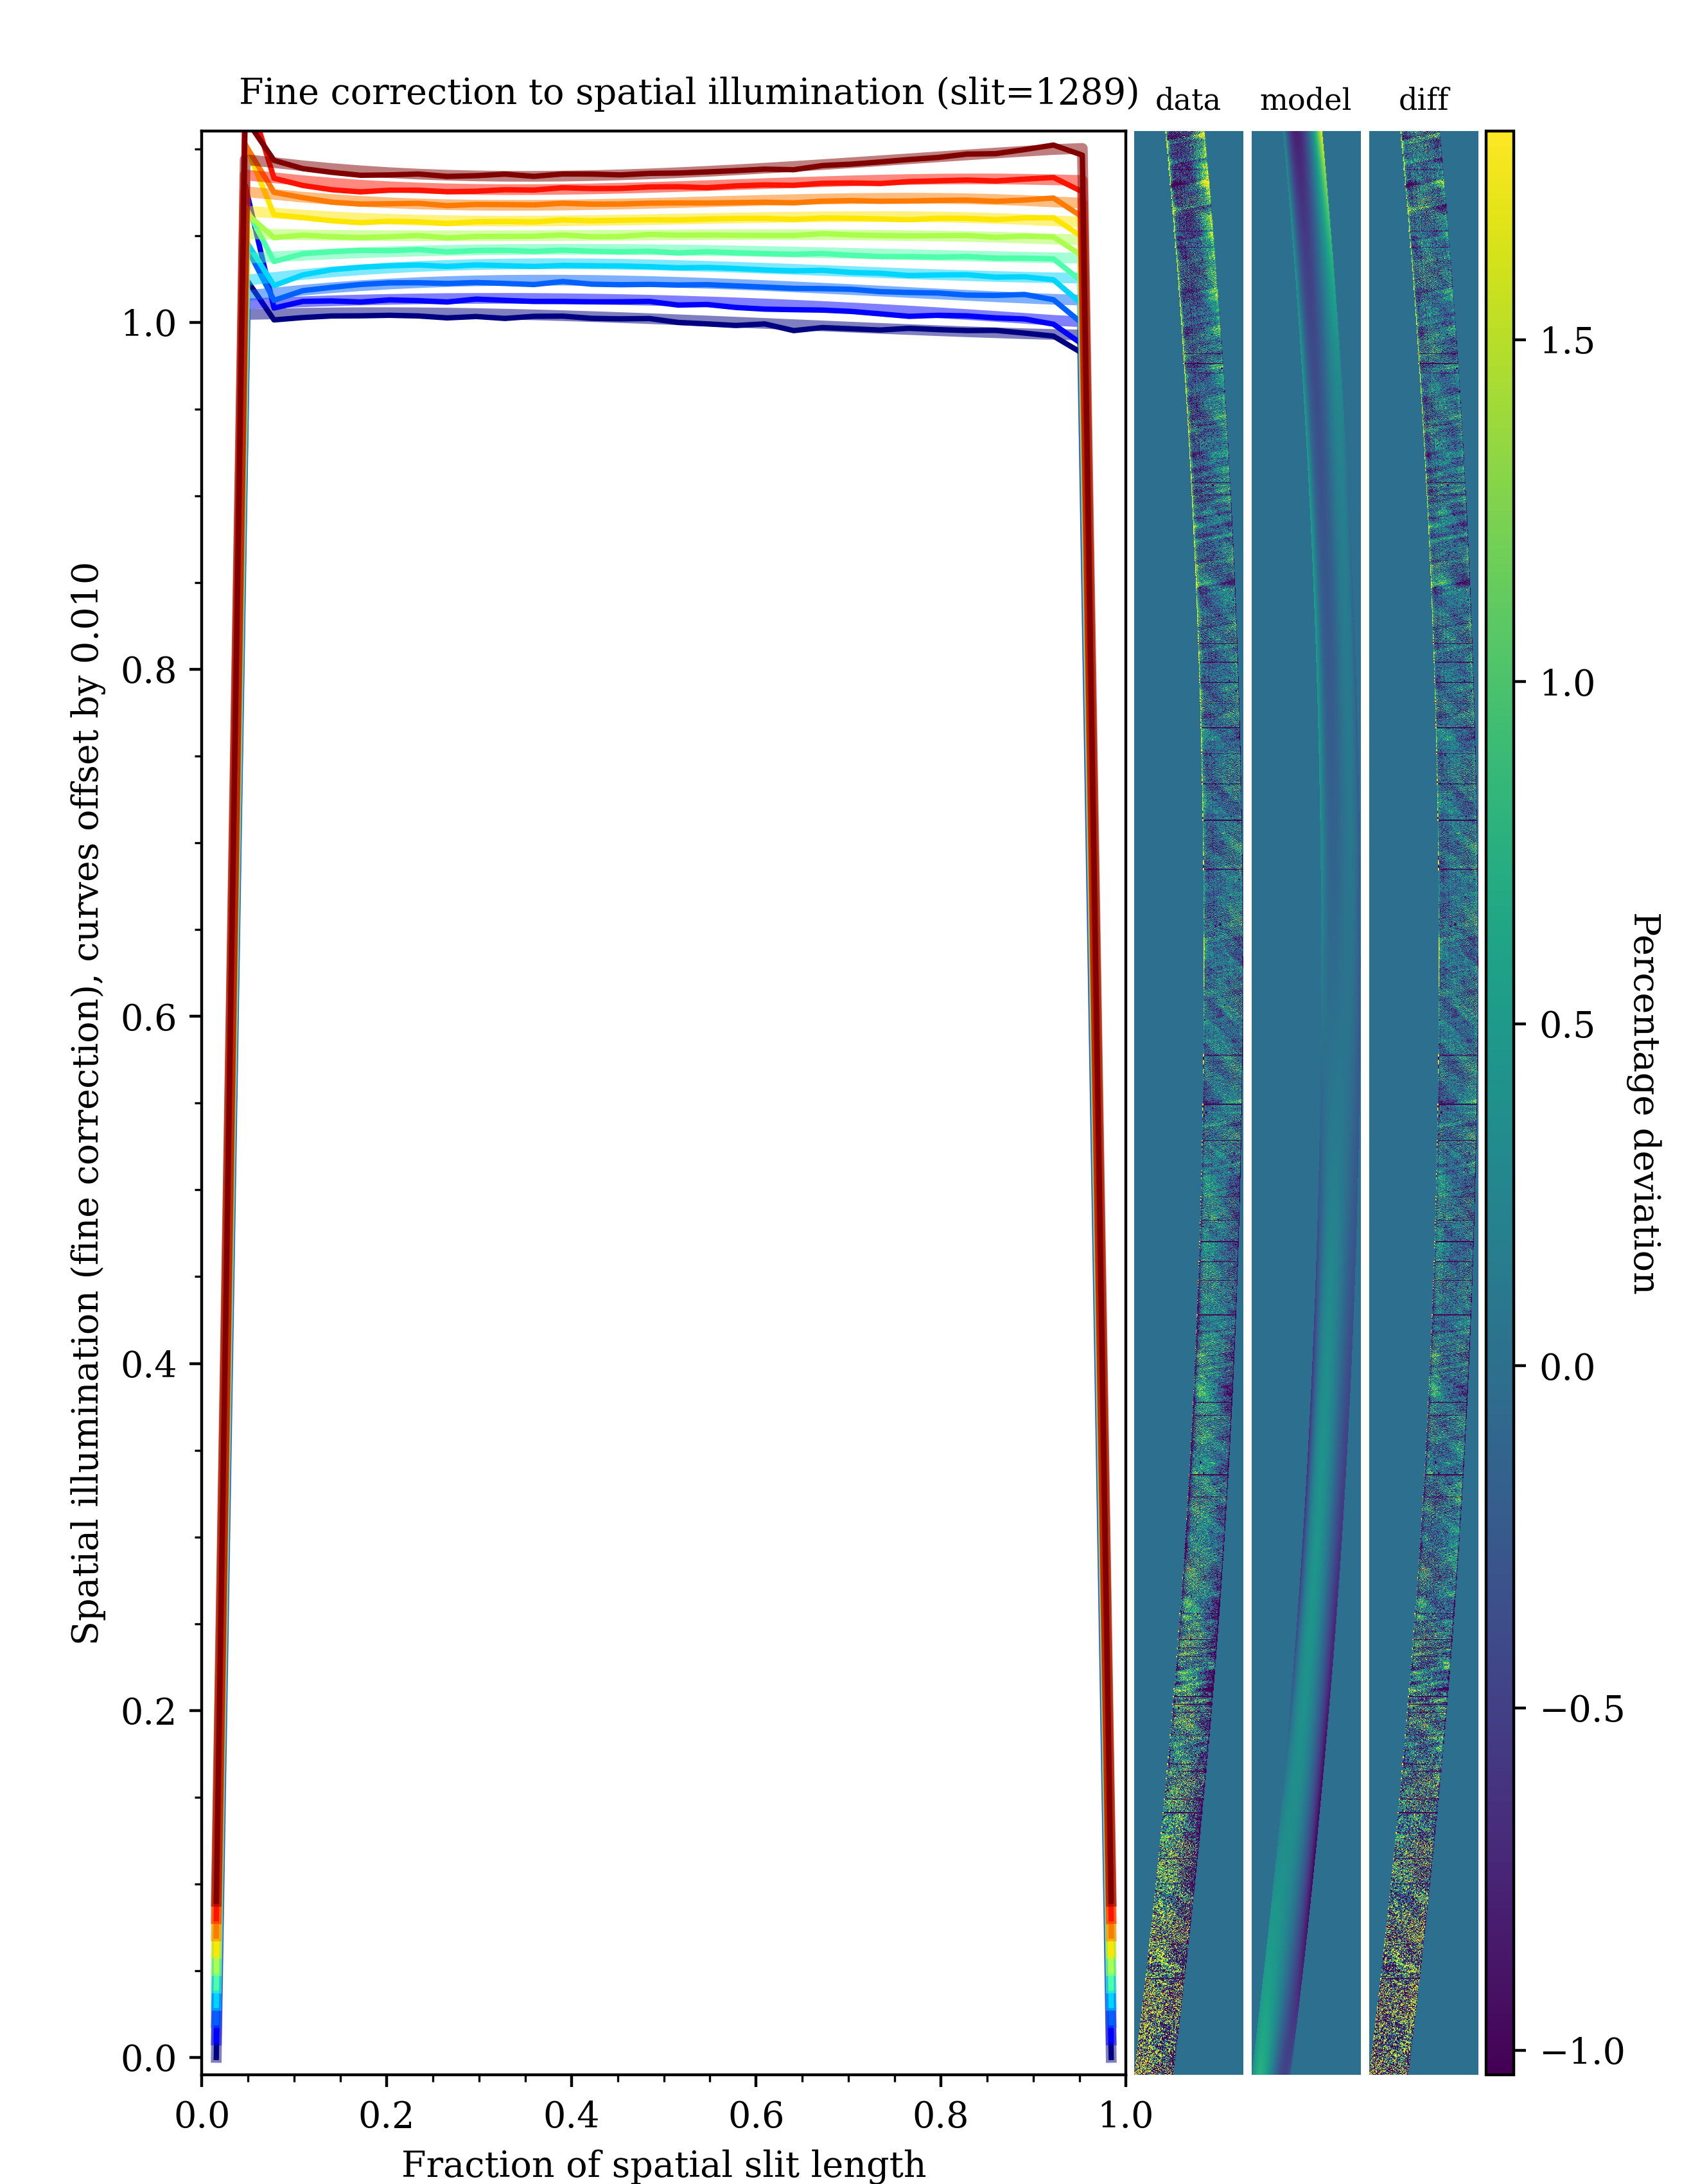 Fine correction to spatial illumination (slit=1289)
data model diff
Spatial illumination (fine correction), curves offset by 0.010
1.0
0.8
0.6
0.4
0.2
0.0
0.0 0.2 0.4 0.6 0.8 1.0
Fraction of spatial slit length
1.5
1.0
0.5
0.0
−0.5
−1.0
Percentage deviation